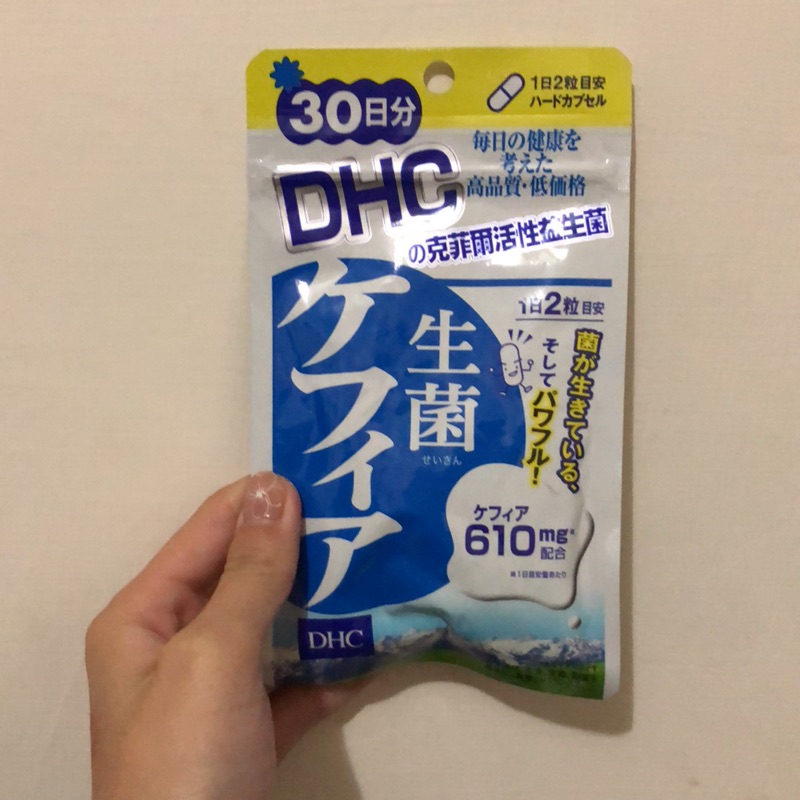 30日分
1日2粒目安
ハードカプセル
毎日の健康を
考えた
高品質・低価格
DHC
の克菲爾活性益生菌
ケフィア
生菌
せいきん
1日2粒目安
菌が生きている、
そしてパワフル!
ケフィア
610mg※
配合
※1日目安量あたり
DHC